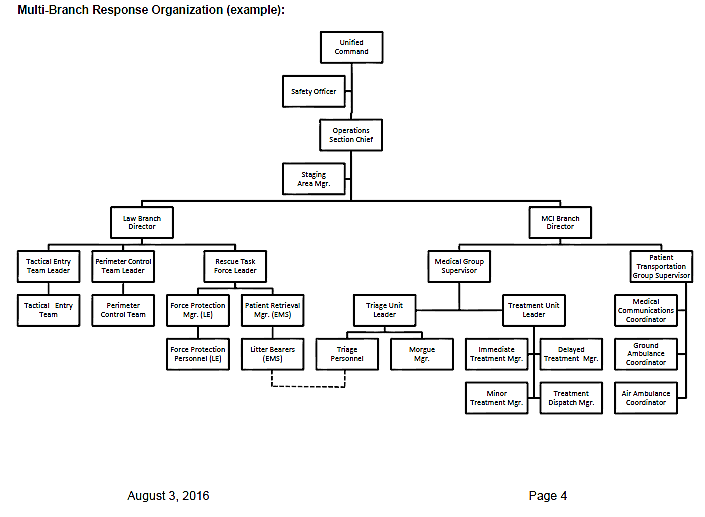 Multi-Branch Response Organization (example):
Unified
Command
Safety Officer
Operations
Section Chief
Staging
Area Mgr.
Law Branch
Director
MCI Branch
Director
Tactical Entry
Team Leader
Perimeter Control
Team Leader
Rescue Task
Force Leader
Medical Group
Supervisor
Patient
Transportation
Group Supervisor
Tactical Entry
Team
Perimeter
Control Team
Force Protection
Mgr. (LE)
Patient Retrieval
Mgr. (EMS)
Triage Unit
Leader
Treatment Unit
Leader
Medical
Communications
Coordinator
Force Protection
Personnel (LE)
Litter Bearers
(EMS)
Triage
Personnel
Morgue
Mgr.
Immediate
Treatment Mgr.
Delayed
Treatment Mgr.
Ground
Ambulance
Coordinator
Minor
Treatment Mgr.
Treatment
Dispatch Mgr.
Air Ambulance
Coordinator
August 3, 2016
Page 4